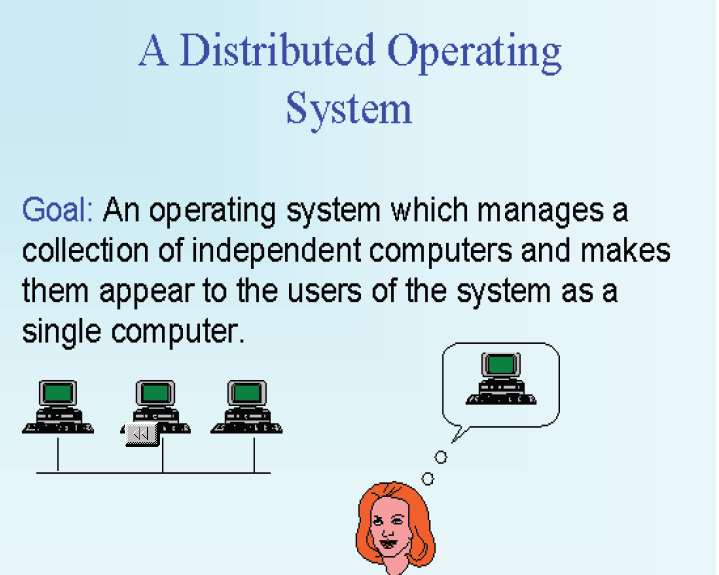 A Distributed Operating
System
Goal: An operating system which manages a
collection of independent computers and makes
them appear to the users of the system as a
single computer.